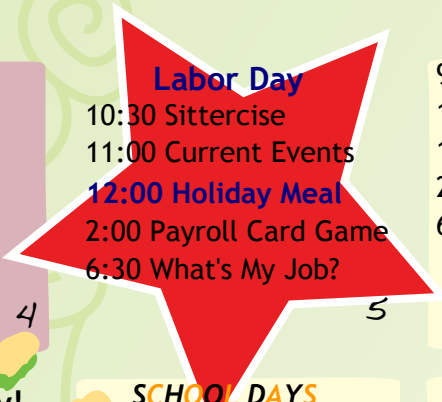 Labor Day
10:30 Sittercise
11:00 Current Events
12:00 Holiday Meal
2:00 Payroll Card Game
6:30 What's My Job?
4
5
SCHOOL DAYS